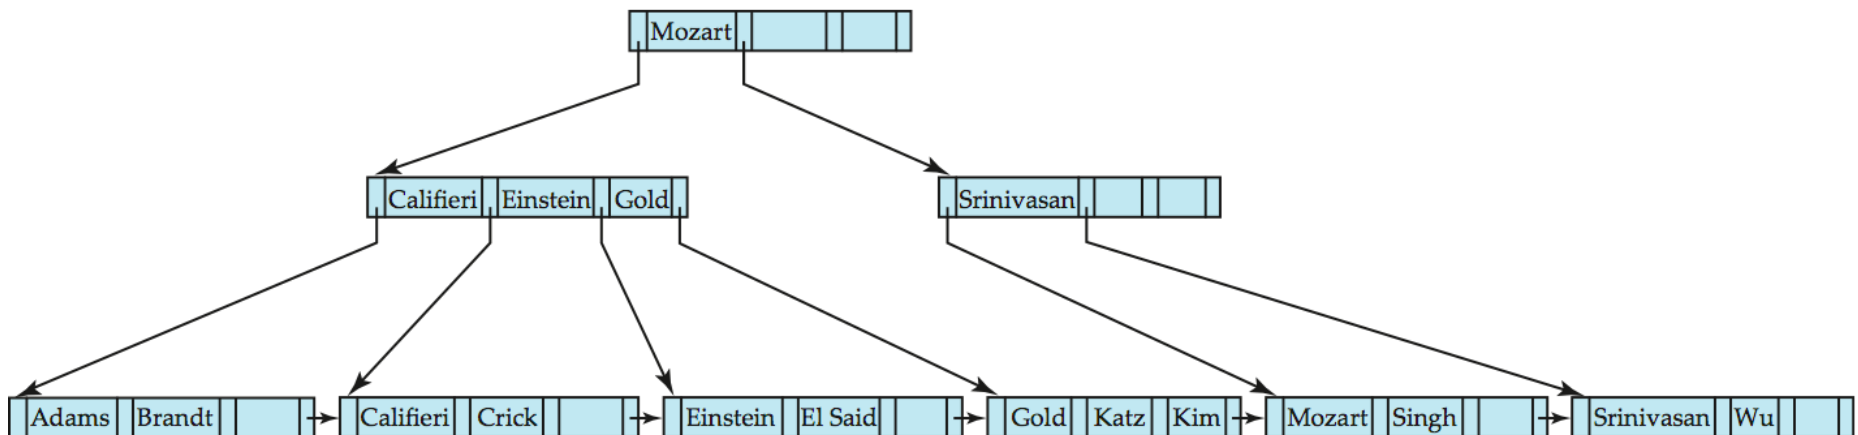 Mozart
Califieri Einstein Gold Srinivasan
Adams Brandt Califieri Crick Einstein El Said Gold Katz Kim Mozart Singh Srinivasan Wu